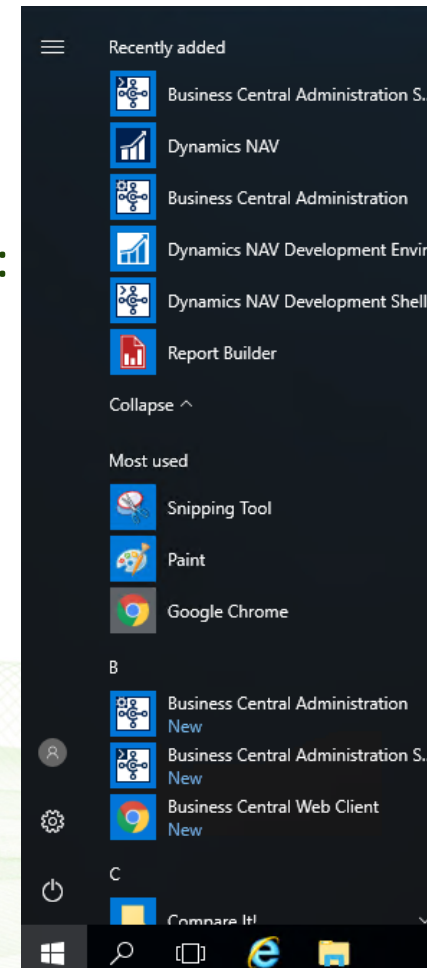 Recently added
Business Central Administration S...
Dynamics NAV
Business Central Administration
Dynamics NAV Development Envir
Dynamics NAV Development Shell
Report Builder
Collapse
Most used
Snipping Tool
Paint
Google Chrome
B
Business Central Administration
New
Business Central Administration S...
New
Business Central Web Client
New
C
Compare It!